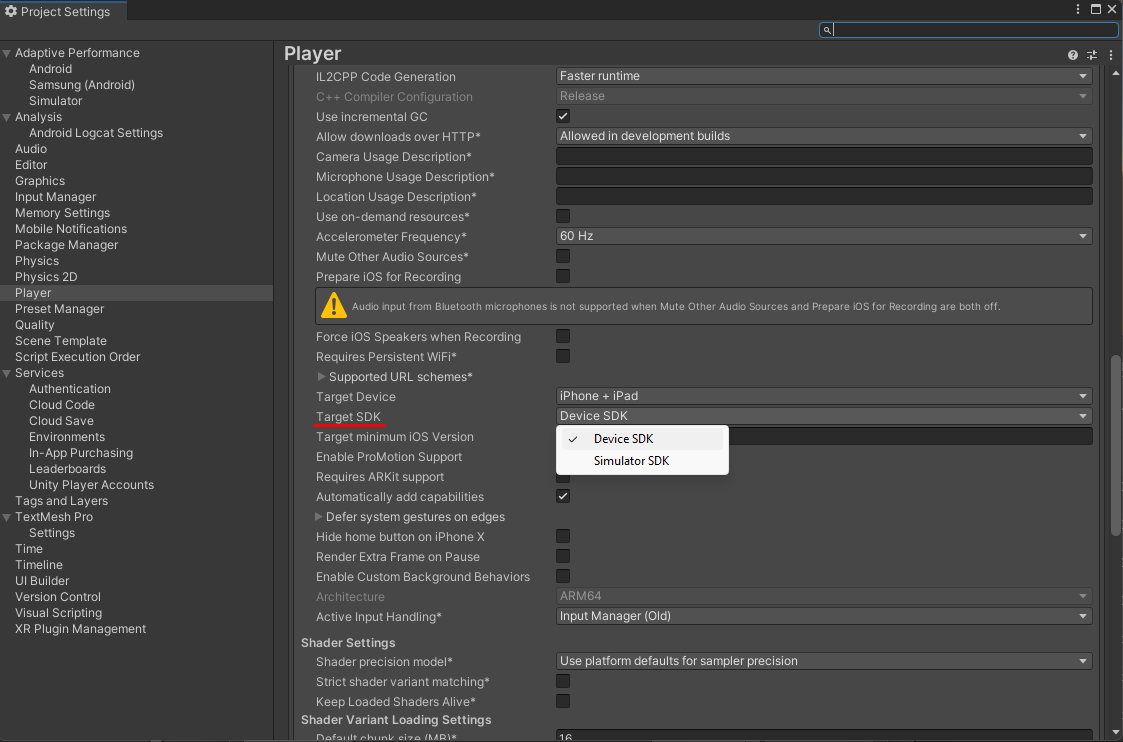 Project Settings
Adaptive Performance
Android
Samsung (Android)
Simulator
Analysis
Android Logcat Settings
Audio
Editor
Graphics
Input Manager
Memory Settings
Mobile Notifications
Package Manager
Physics
Physics 2D
Player
Preset Manager
Quality
Scene Template
Script Execution Order
Services
Authentication
Cloud Code
Cloud Save
Environments
In-App Purchasing
Leaderboards
Unity Player Accounts
Tags and Layers
TextMesh Pro
Settings
Time
Timeline
UI Builder
Version Control
Visual Scripting
XR Plugin Management
Player
IL2CPP Code Generation Faster runtime
C++ Compiler Configuration Release
Use incremental GC
Allow downloads over HTTP* Allowed in development builds
Camera Usage Description*
Microphone Usage Description*
Location Usage Description*
Use on-demand resources*
Accelerometer Frequency* 60 Hz
Mute Other Audio Sources*
Prepare iOS for Recording
Audio input from Bluetooth microphones is not supported when Mute Other Audio Sources and Prepare iOS for Recording are both off.
Force iOS Speakers when Recording
Requires Persistent WiFi*
Supported URL schemes*
Target Device iPhone + iPad
Target SDK Device SDK
Device SDK
Simulator SDK
Target minimum iOS Version
Enable ProMotion Support
Requires ARKit support
Automatically add capabilities
Defer system gestures on edges
Hide home button on iPhone X
Render Extra Frame on Pause
Enable Custom Background Behaviors
Architecture ARM64
Active Input Handling* Input Manager (Old)
Shader Settings
Shader precision model* Use platform defaults for sampler precision
Strict shader variant matching*
Keep Loaded Shaders Alive*
Shader Variant Loading Settings
Default chunk size (MB)* 16